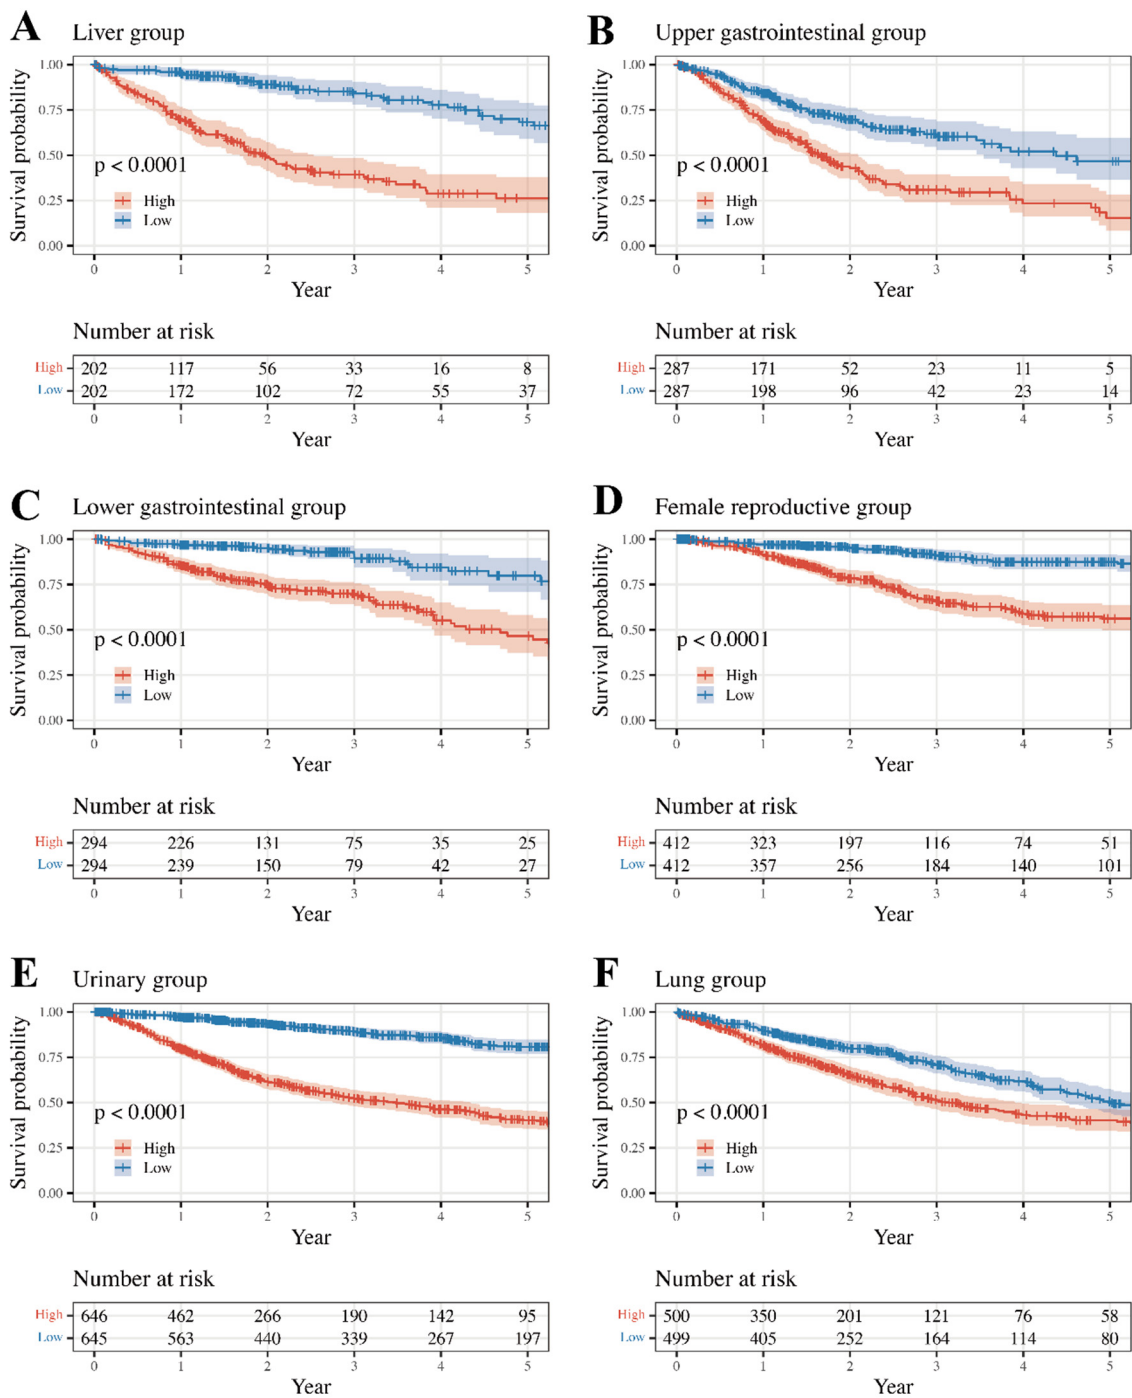 A
Liver group
Survival probability
1.00
0.75
0.50
0.25
0.00
p < 0.0001
High
Low
0 1 2 3 4 5
Year
Number at risk
High 202 117 56 33 16 8
Low 202 172 102 72 55 37
0 1 2 3 4 5
Year
B
Upper gastrointestinal group
Survival probability
1.00
0.75
0.50
0.25
0.00
p < 0.0001
High
Low
0 1 2 3 4 5
Year
Number at risk
High 287 171 52 23 11 5
Low 287 198 96 42 23 14
0 1 2 3 4 5
Year
C
Lower gastrointestinal group
Survival probability
1.00
0.75
0.50
0.25
0.00
p < 0.0001
High
Low
0 1 2 3 4 5
Year
Number at risk
High 294 226 131 75 35 25
Low 294 239 150 79 42 27
0 1 2 3 4 5
Year
D
Female reproductive group
Survival probability
1.00
0.75
0.50
0.25
0.00
p < 0.0001
High
Low
0 1 2 3 4 5
Year
Number at risk
High 412 323 197 116 74 51
Low 412 357 256 184 140 101
0 1 2 3 4 5
Year
E
Urinary group
Survival probability
1.00
0.75
0.50
0.25
0.00
p < 0.0001
High
Low
0 1 2 3 4 5
Year
Number at risk
High 646 462 266 190 142 95
Low 645 563 440 339 267 197
0 1 2 3 4 5
Year
F
Lung group
Survival probability
1.00
0.75
0.50
0.25
0.00
p < 0.0001
High
Low
0 1 2 3 4 5
Year
Number at risk
High 500 350 201 121 76 58
Low 499 405 252 164 114 80
0 1 2 3 4 5
Year